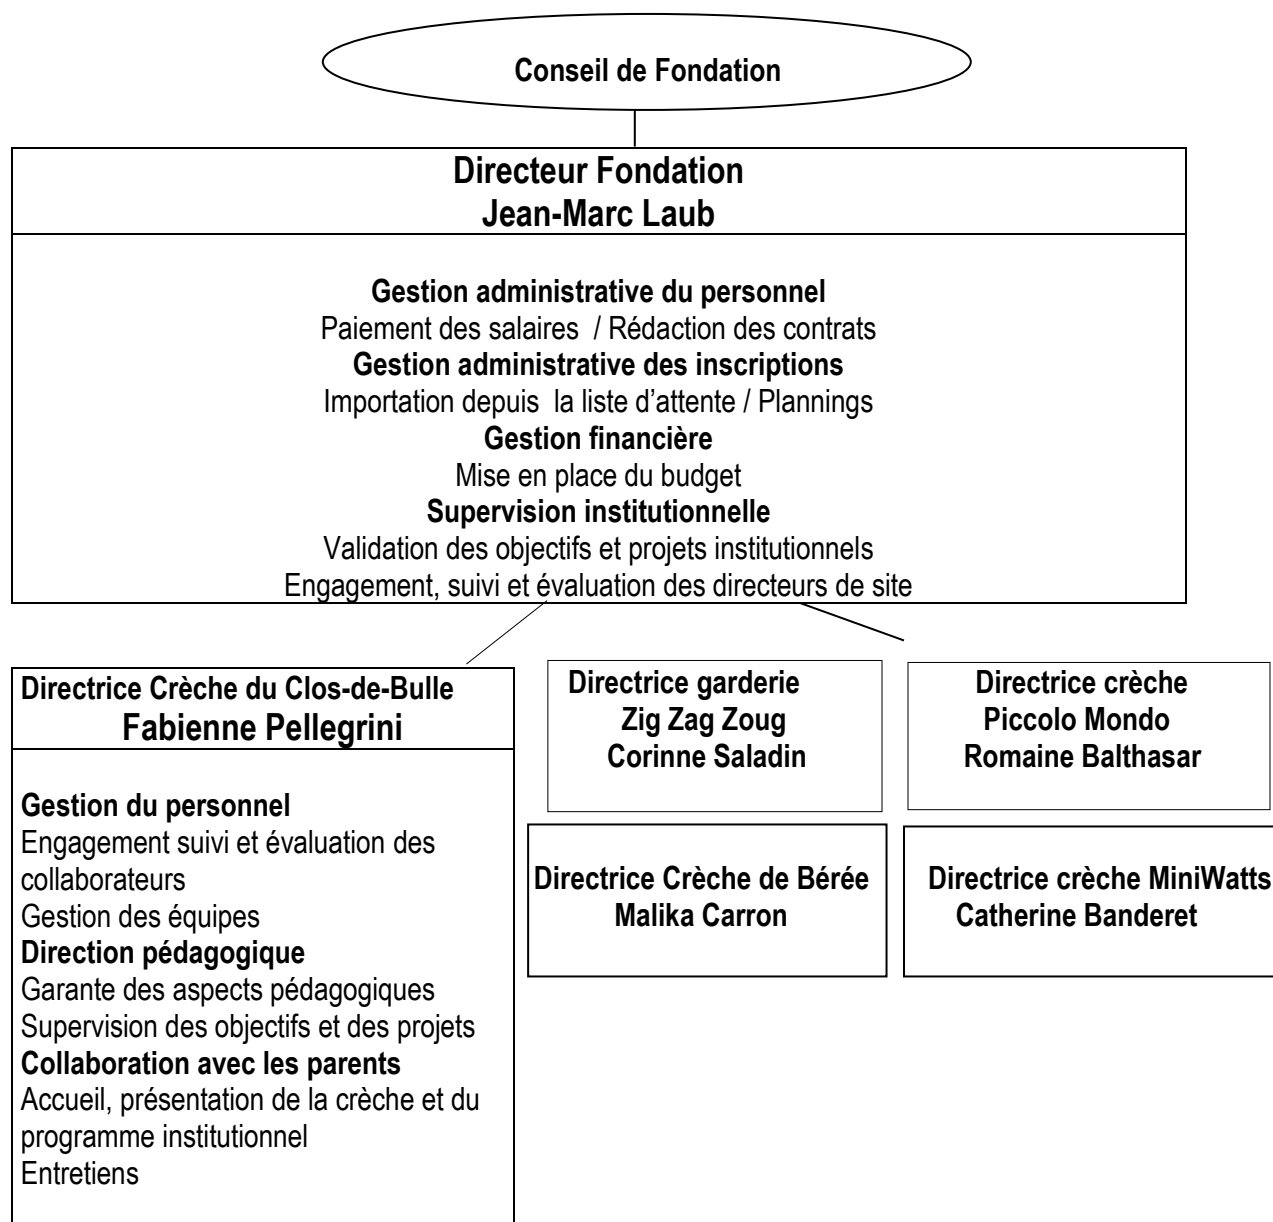 Conseil de Fondation
Directeur Fondation
Jean-Marc Laub
Gestion administrative du personnel
Paiement des salaires / Rédaction des contrats
Gestion administrative des inscriptions
Importation depuis la liste d'attente / Plannings
Gestion financière
Mise en place du budget
Supervision institutionnelle
Validation des objectifs et projets institutionnels
Engagement, suivi et évaluation des directeurs de site
Directrice Crèche du Clos-de-Bulle
Fabienne Pellegrini
Gestion du personnel
Engagement suivi et évaluation des
collaborateurs
Gestion des équipes
Direction pédagogique
Garante des aspects pédagogiques
Supervision des objectifs et des projets
Collaboration avec les parents
Accueil, présentation de la crèche et du
programme institutionnel
Entretiens
Directrice garderie
Zig Zag Zoug
Corinne Saladin
Directrice crèche
Piccolo Mondo
Romaine Balthasar
Directrice Crèche de Bérée
Malika Carron
Directrice crèche MiniWatts
Catherine Banderet